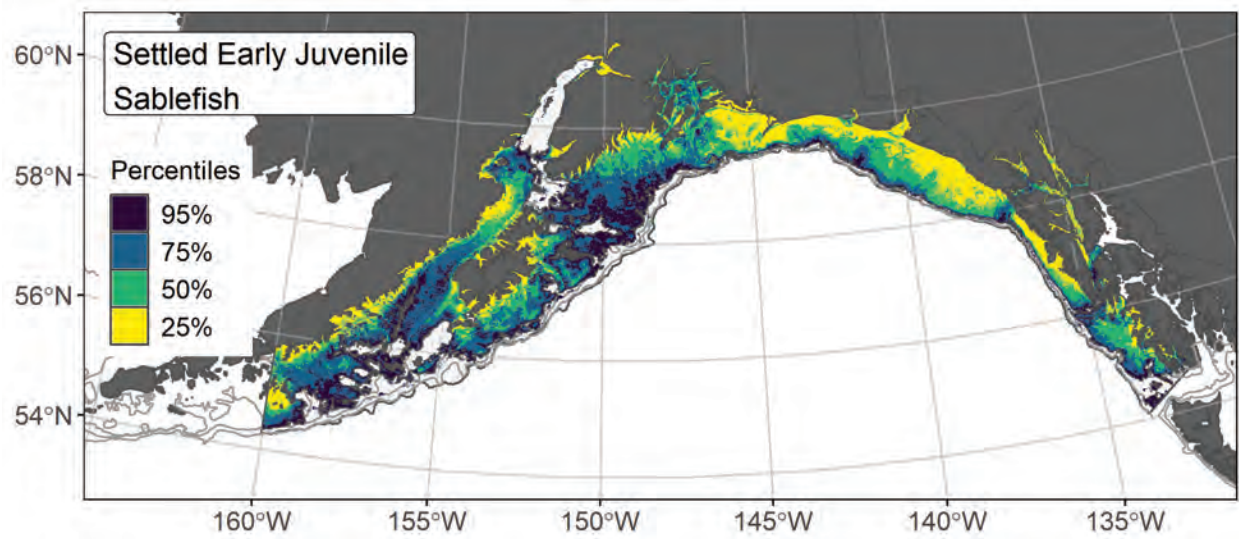 Settled Early Juvenile
Sablefish
Percentiles
95%
75%
50%
25%
60°N
58°N
56°N
54°N
160°W
155°W
150°W
145°W
140°W
135°W